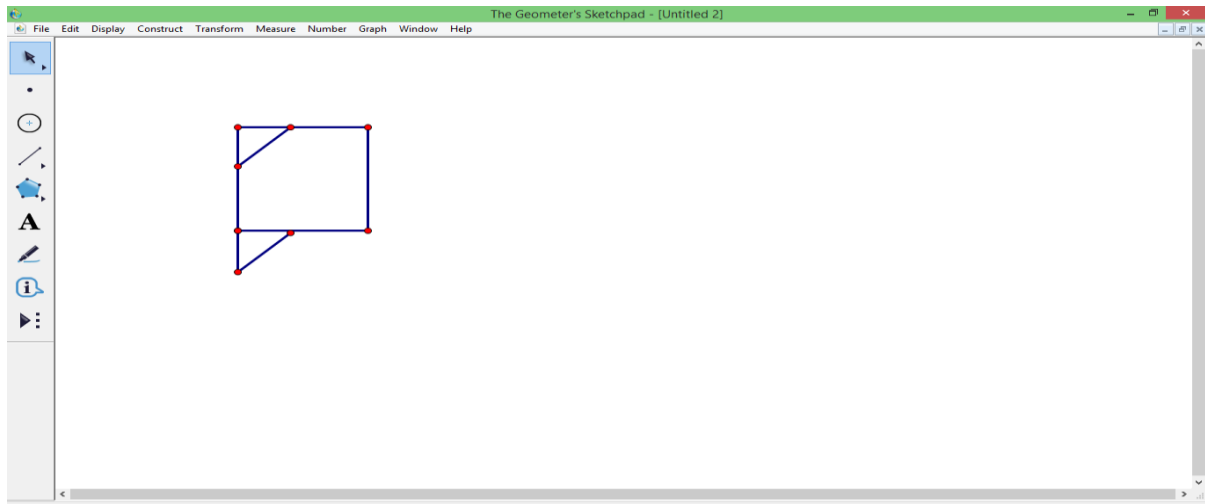 The Geometer's Sketchpad - [Untitled 2]
File Edit Display Construct Transform Measure Number Graph Window Help
A
i